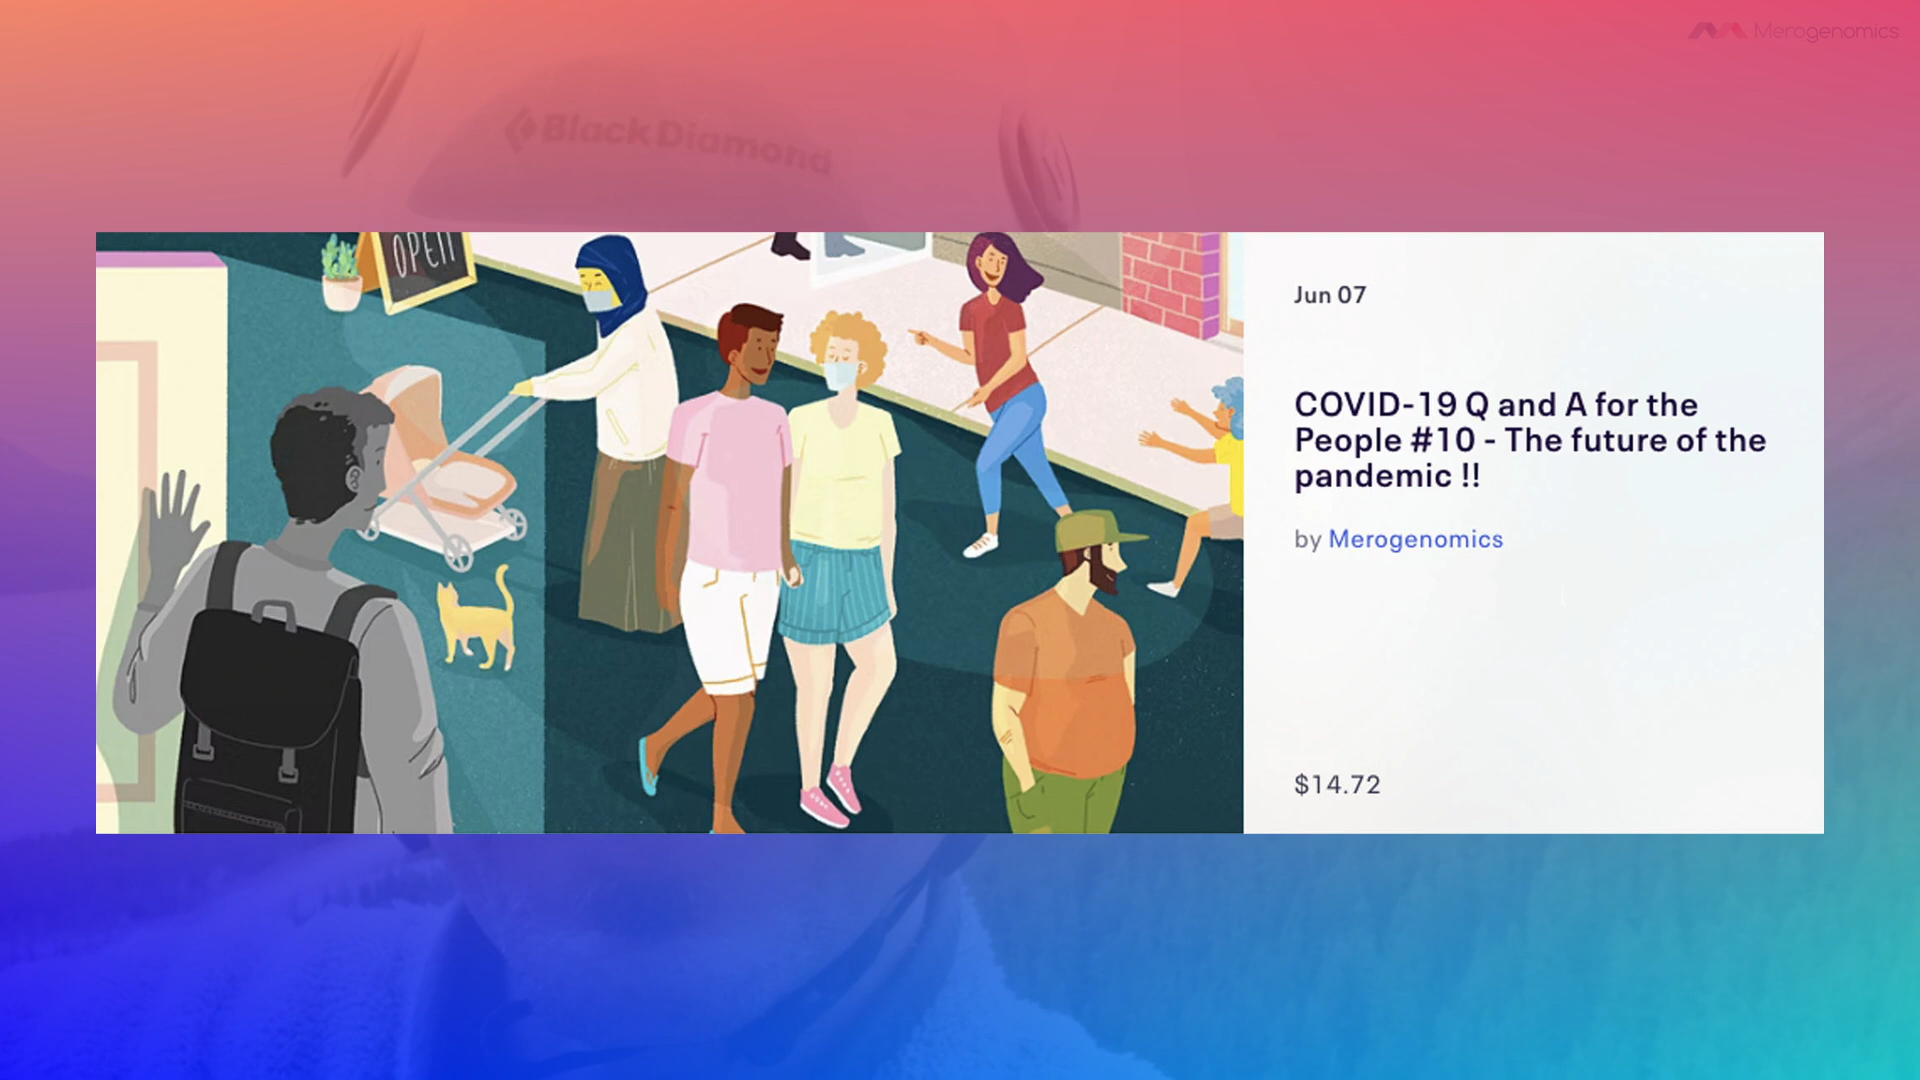 Merogenomics
Black Diamond
OPEN
Jun 07
COVID-19 Q and A for the
People #10 - The future of the
pandemic !!
by Merogenomics
$14.72